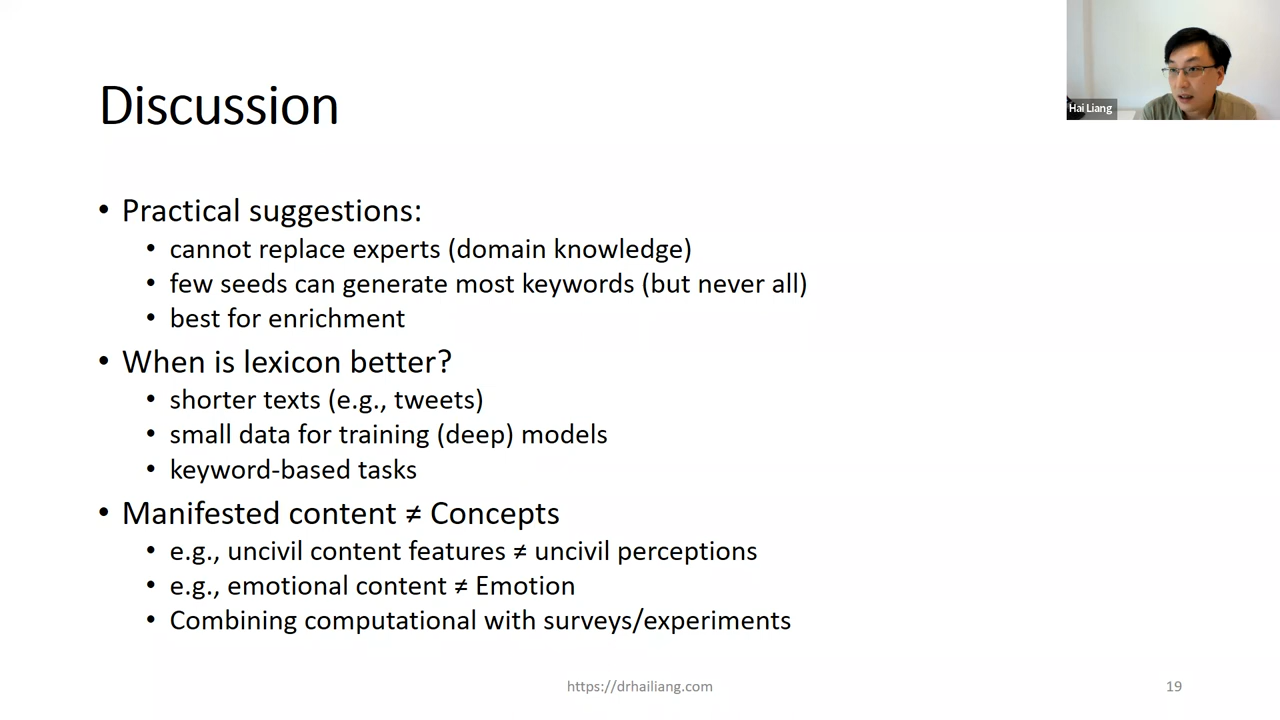 Hai Liang
Discussion
• Practical suggestions:
• cannot replace experts (domain knowledge)
• few seeds can generate most keywords (but never all)
• best for enrichment
• When is lexicon better?
• shorter texts (e.g., tweets)
• small data for training (deep) models
• keyword-based tasks
• Manifested content ≠ Concepts
• e.g., uncivil content features ≠ uncivil perceptions
• e.g., emotional content ≠ Emotion
• Combining computational with surveys/experiments
https://drhailiang.com
19